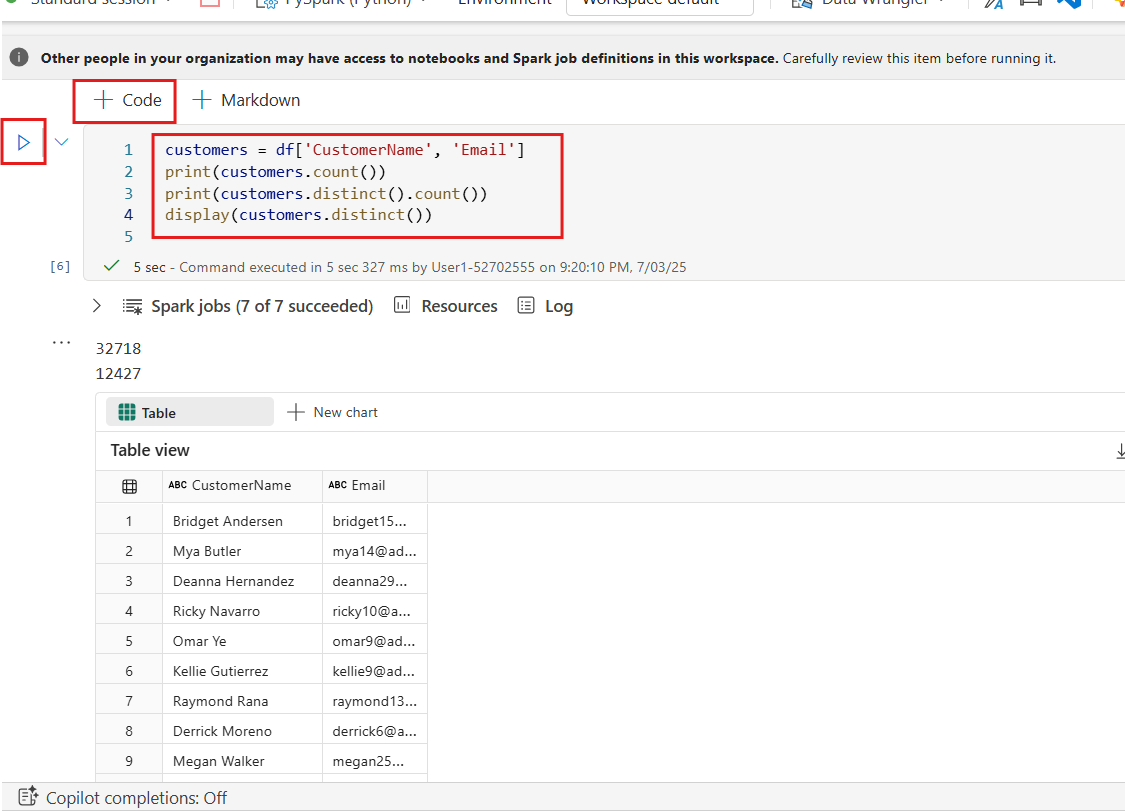 Standard session PySpark (Python) Environment Workspace default Data Wrangler
Other people in your organization may have access to notebooks and Spark job definitions in this workspace. Carefully review this item before running it.
+ Code + Markdown
1 customers = df['CustomerName', 'Email']
2 print(customers.count())
3 print(customers.distinct().count())
4 display(customers.distinct())
5
[6] 5 sec - Command executed in 5 sec 327 ms by User1-52702555 on 9:20:10 PM, 7/03/25
Spark jobs (7 of 7 succeeded) Resources Log
...
32718
12427
Table + New chart
Table view
ABC CustomerName ABC Email
1 Bridget Andersen bridget15...
2 Mya Butler mya14@ad...
3 Deanna Hernandez deanna29...
4 Ricky Navarro ricky10@a...
5 Omar Ye omar9@ad...
6 Kellie Gutierrez kellie9@ad...
7 Raymond Rana raymond13...
8 Derrick Moreno derrick6@a...
9 Megan Walker megan25...
Copilot completions: Off